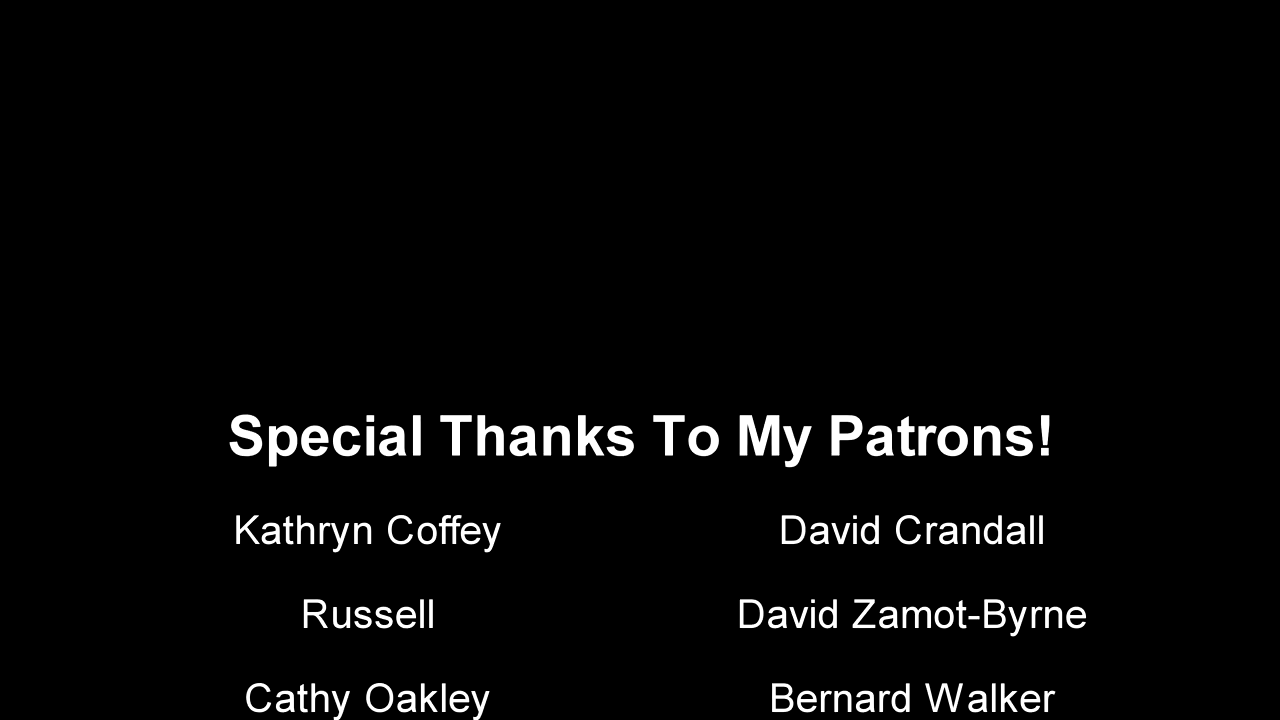 Special Thanks To My Patrons!
Kathryn Coffey David Crandall
Russell David Zamot-Byrne
Cathy Oakley Bernard Walker